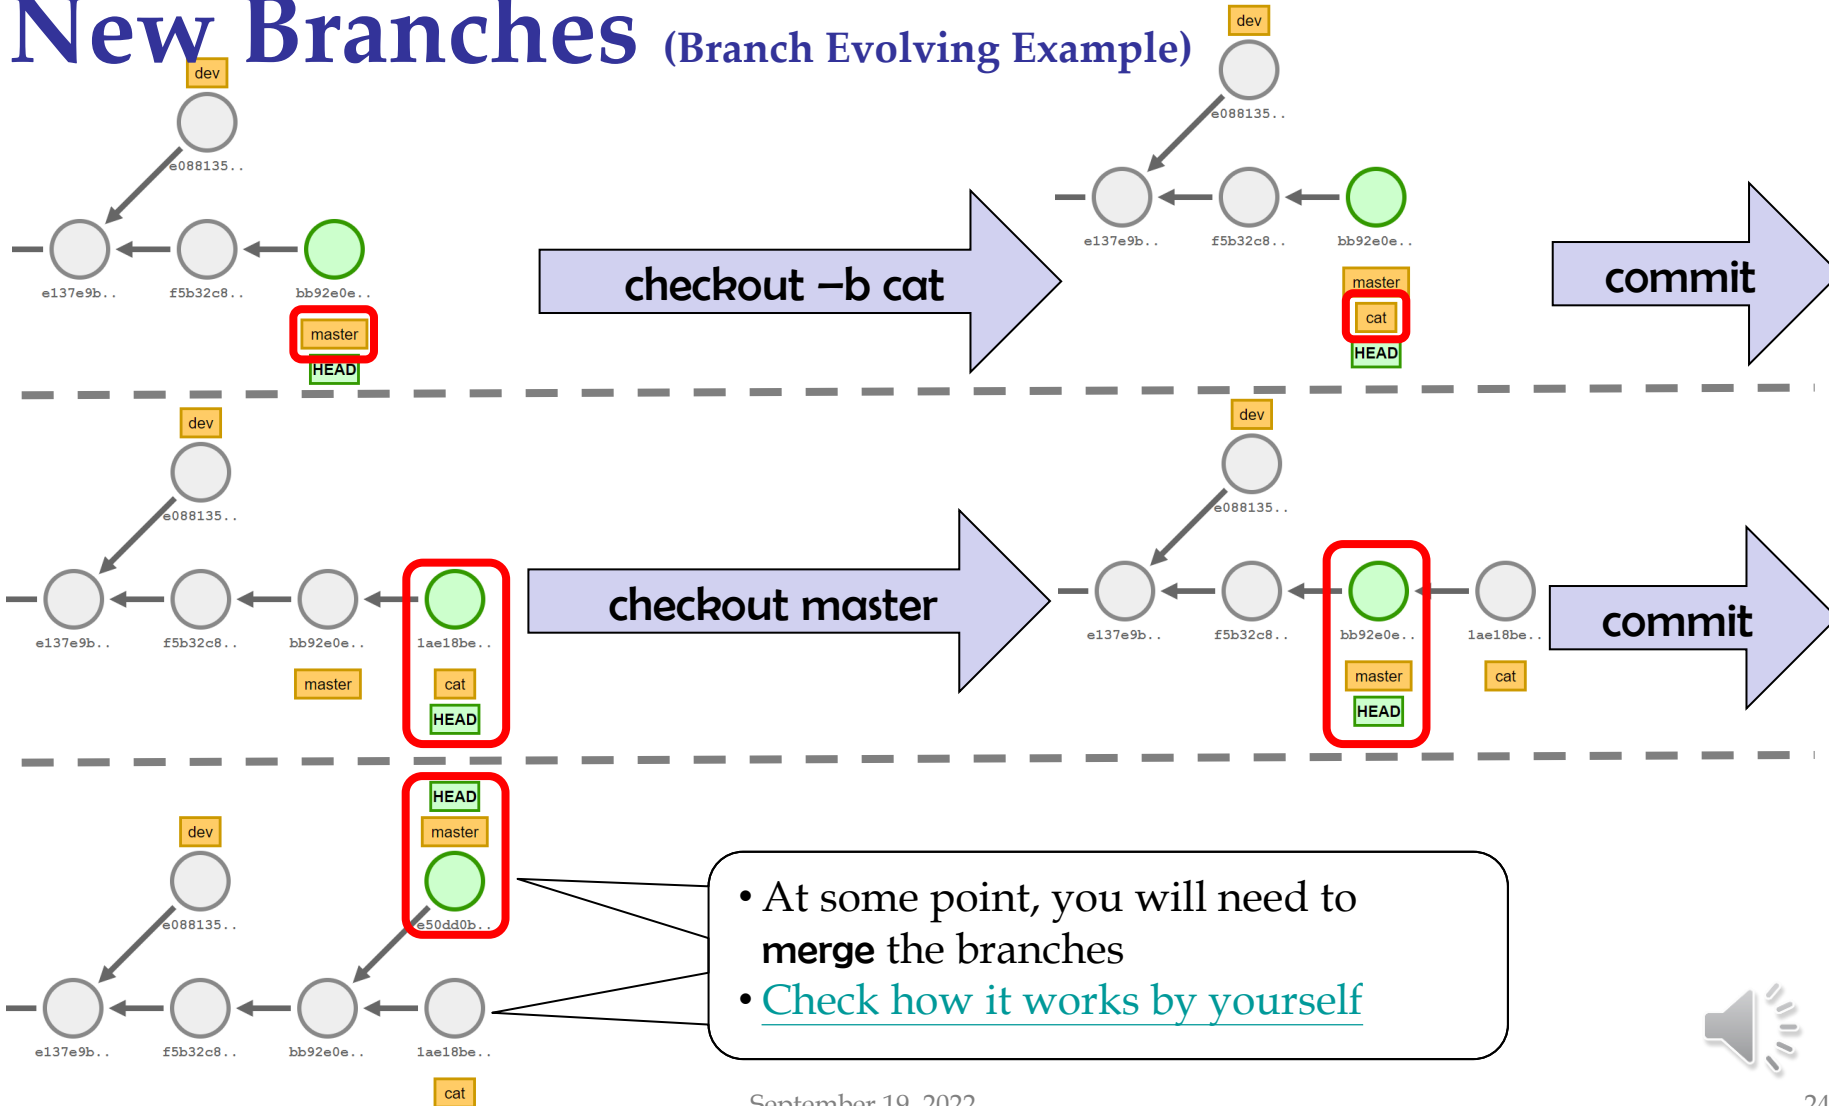 New Branches (Branch Evolving Example)
dev
e088135..
e137e9b.. f5b32c8.. bb92e0e..
master
HEAD
checkout –b cat
dev
e088135..
e137e9b.. f5b32c8.. bb92e0e..
master
cat
HEAD
commit
dev
e088135..
e137e9b.. f5b32c8.. bb92e0e.. 1ae18be..
master cat
HEAD
checkout master
dev
e088135..
e137e9b.. f5b32c8.. bb92e0e.. 1ae18be..
master cat
HEAD
commit
HEAD
dev master
e088135.. e50dd0b..
e137e9b.. f5b32c8.. bb92e0e.. 1ae18be..
cat
• At some point, you will need to
merge the branches
• Check how it works by yourself
September 19, 2022
24